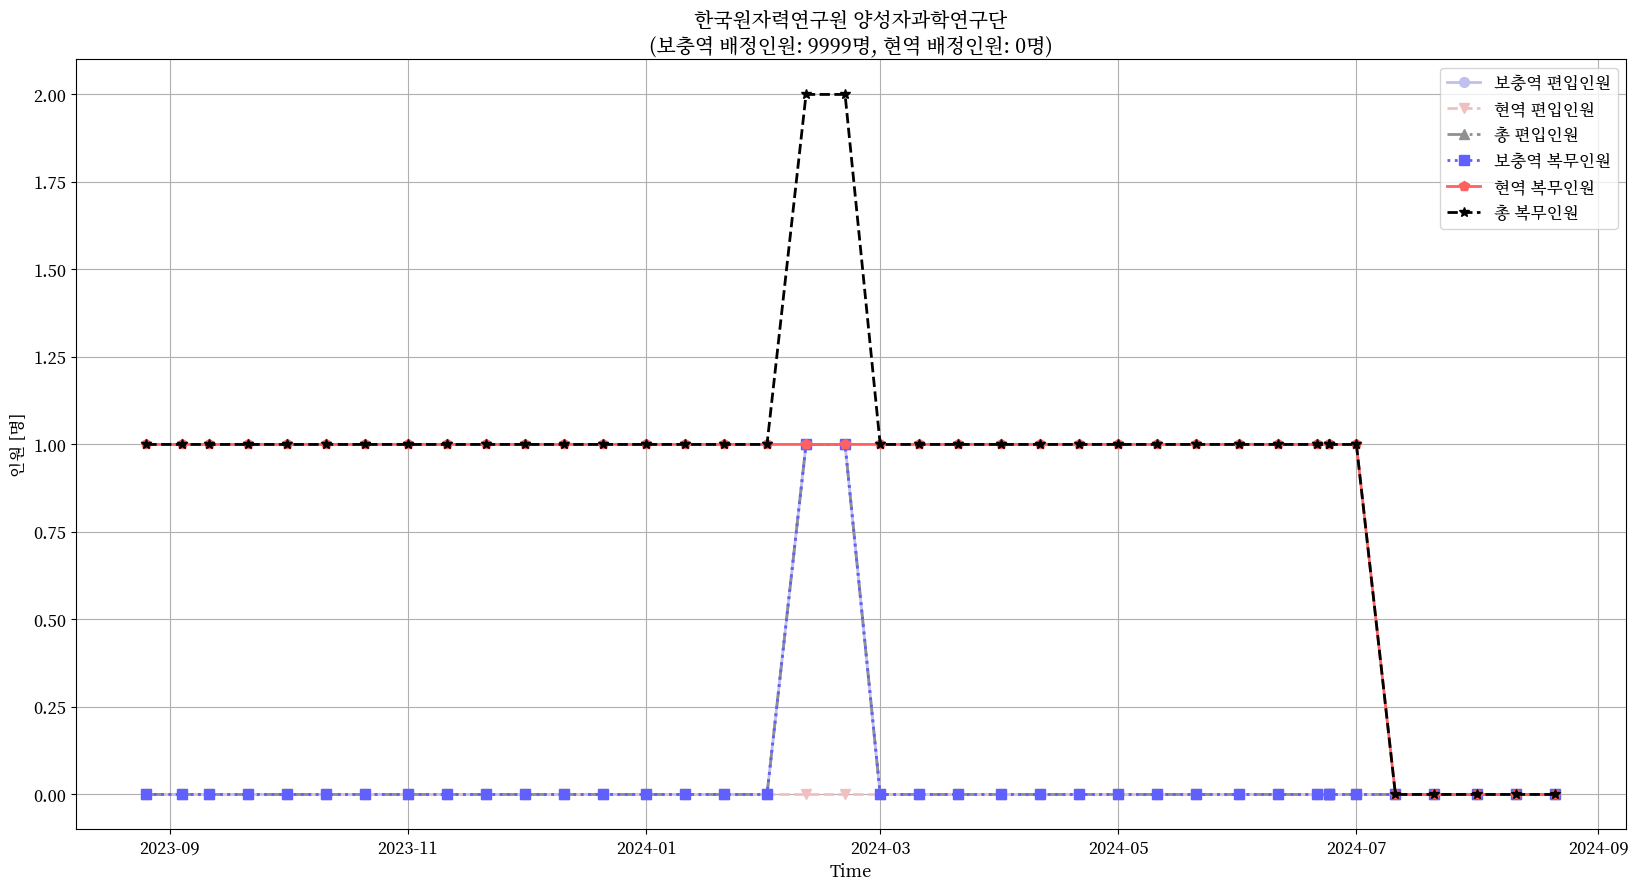 한국원자력연구원 양성자과학연구단
(보충역 배정인원: 9999명, 현역 배정인원: 0명)
보충역 편입인원
현역 편입인원
총 편입인원
보충역 복무인원
현역 복무인원
총 복무인원
2.00
1.75
1.50
1.25
1.00
0.75
0.50
0.25
0.00
인원 [명]
2023-09
2023-11
2024-01
2024-03
2024-05
2024-07
2024-09
Time